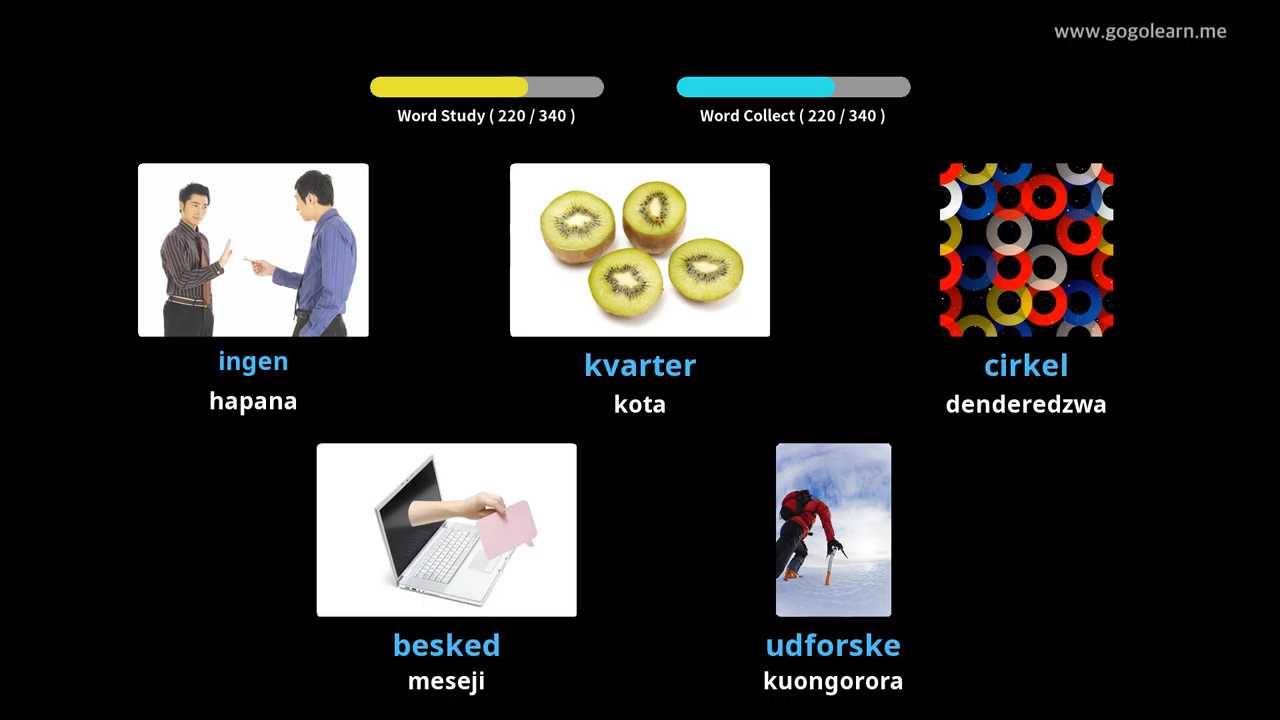 www.gogolearn.me
Word Study ( 220 / 340 )
Word Collect ( 220 / 340 )
ingen
hapana
kvarter
kota
cirkel
denderedzwa
besked
meseji
udforske
kuongorora